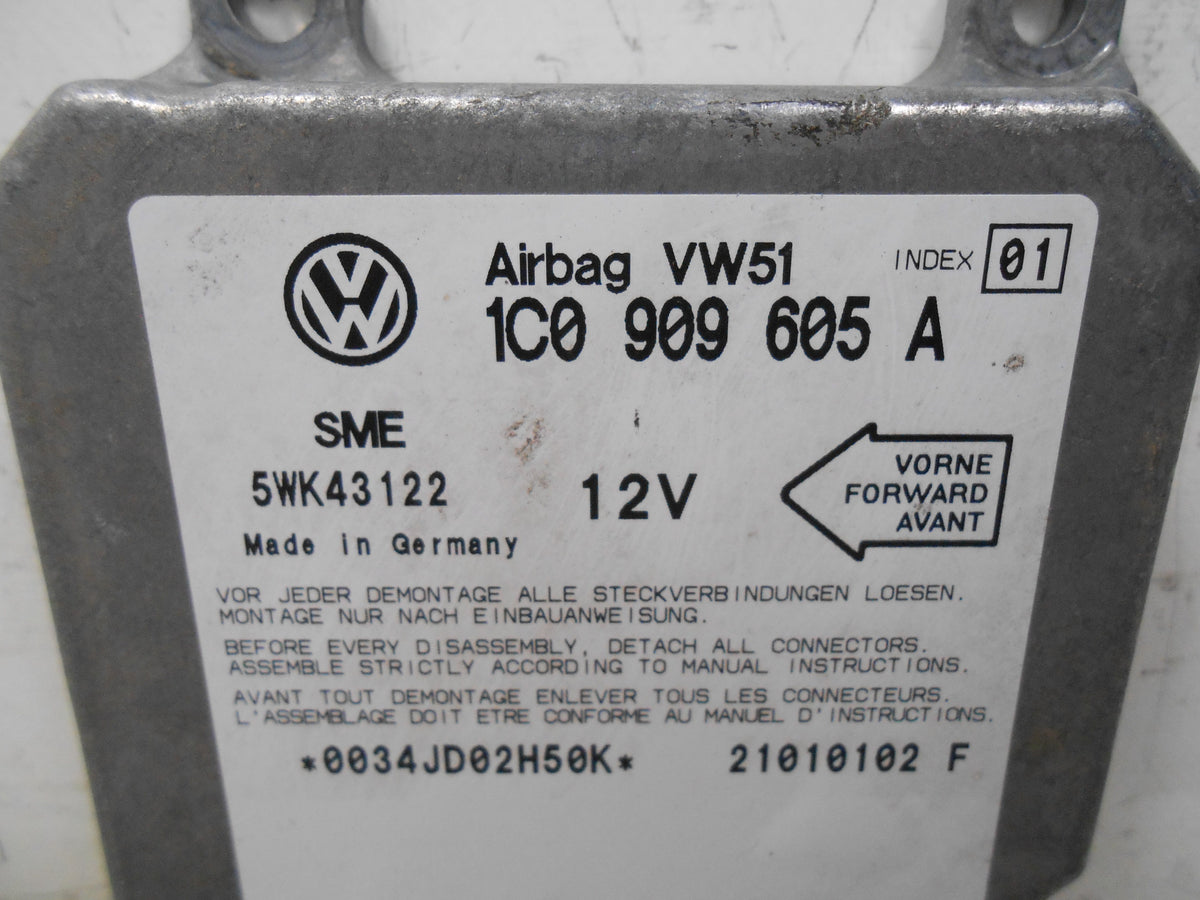 Airbag VW51 INDEX 01
1C0 909 605 A
SME
5WK43122 12V
Made in Germany
VORNE
FORWARD
AVANT
VOR JEDER DEMONTAGE ALLE STECKVERBINDUNGEN LOESEN.
MONTAGE NUR NACH EINBAUANWEISUNG.
BEFORE EVERY DISASSEMBLY, DETACH ALL CONNECTORS.
ASSEMBLE STRICTLY ACCORDING TO MANUAL INSTRUCTIONS.
AVANT TOUT DEMONTAGE ENLEVER TOUS LES CONNECTEURS.
L'ASSEMBLAGE DOIT ETRE CONFORME AU MANUEL D'INSTRUCTIONS.
*0034JD02H50K* 21010102 F